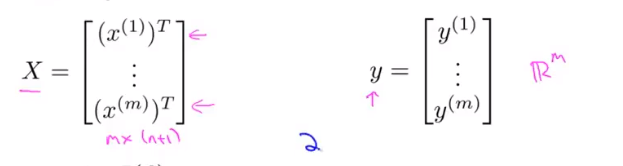 X = [ (x^{(1)})^T ⋮ (x^{(m)})^T ] ← ←
m × (n+1)
y = [ y^{(1)} ⋮ y^{(m)} ] ℝ^m
↑
2